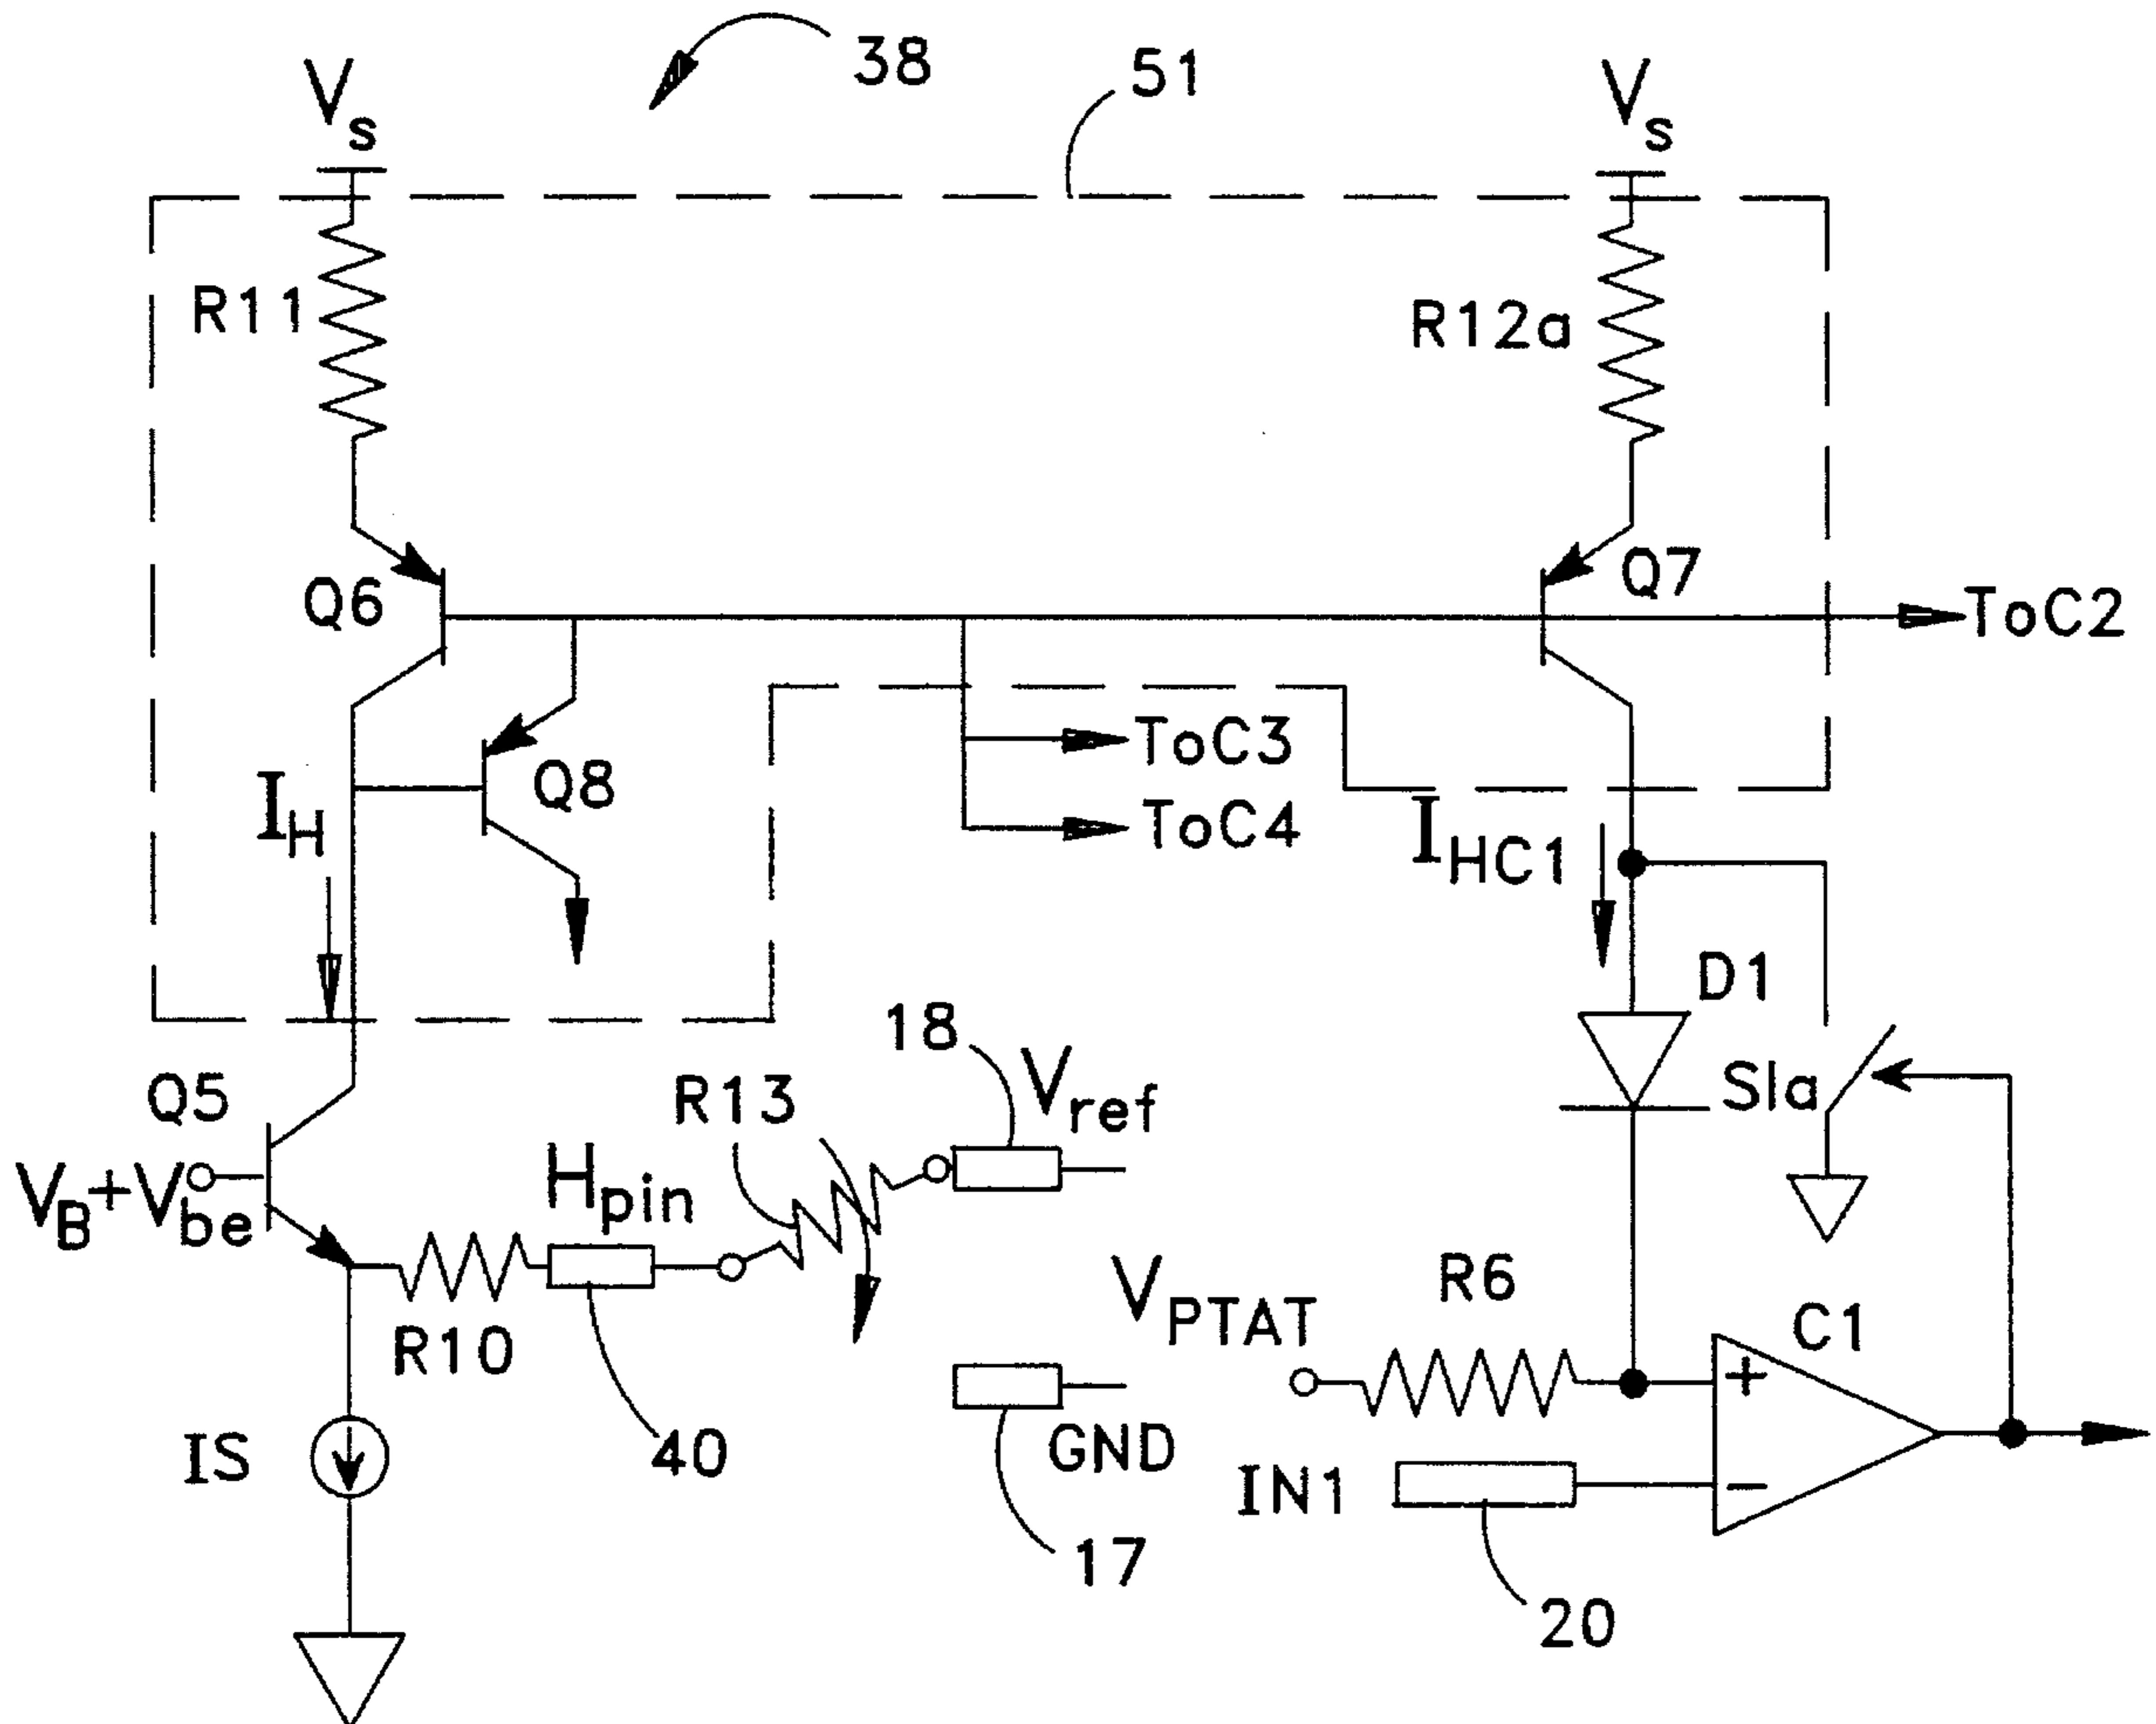 38
51
Vs
Vs
R11
R12a
Q6
Q7
ToC2
ToC3
Q8
IH
ToC4
IHC1
D1
18
Vref
Q5
R13
S1a
VB+Vbe
Hpin
VPTAT
R6
C1
R10
+
40
GND
IS
IN1
−
17
20